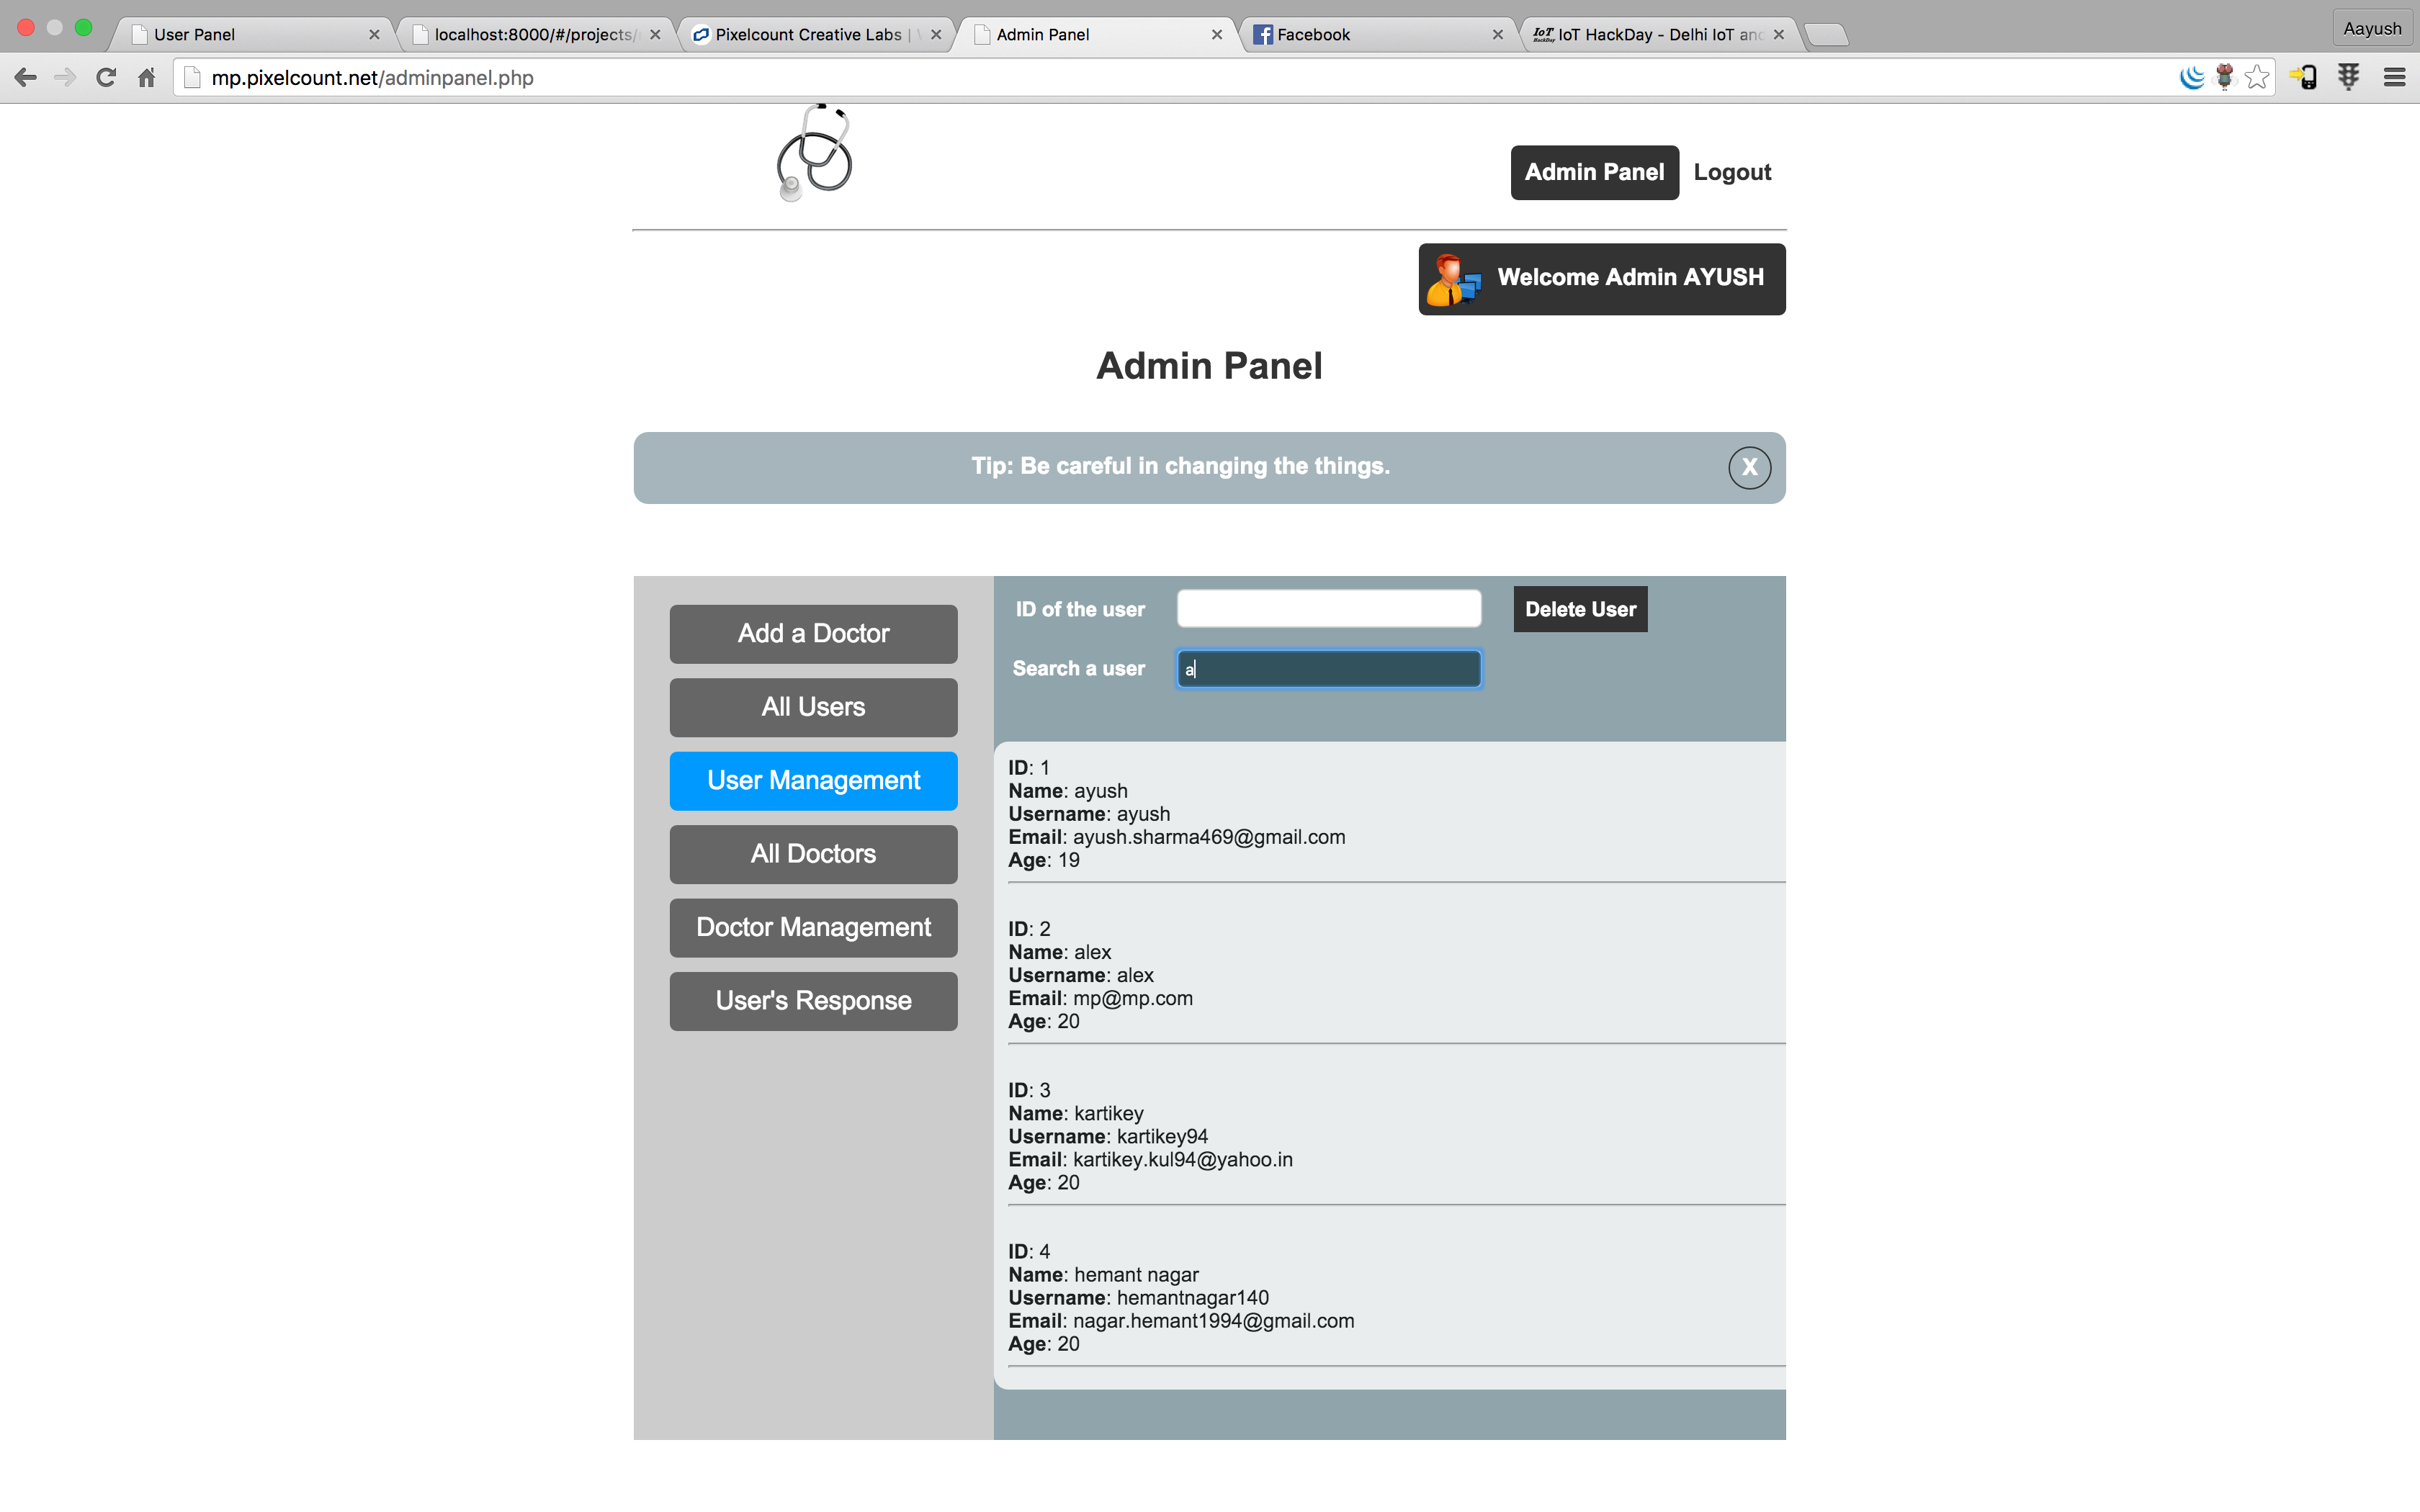 User Panel
localhost:8000/#/projects/
Pixelcount Creative Labs |
Admin Panel
Facebook
IoT HackDay IoT HackDay - Delhi IoT and
Aayush
mp.pixelcount.net/adminpanel.php
Admin Panel
Logout
Welcome Admin AYUSH
Admin Panel
Tip: Be careful in changing the things.
X
Add a Doctor
All Users
User Management
All Doctors
Doctor Management
User's Response
ID of the user
Delete User
Search a user
a
ID: 1
Name: ayush
Username: ayush
Email: ayush.sharma469@gmail.com
Age: 19
ID: 2
Name: alex
Username: alex
Email: mp@mp.com
Age: 20
ID: 3
Name: kartikey
Username: kartikey94
Email: kartikey.kul94@yahoo.in
Age: 20
ID: 4
Name: hemant nagar
Username: hemantnagar140
Email: nagar.hemant1994@gmail.com
Age: 20